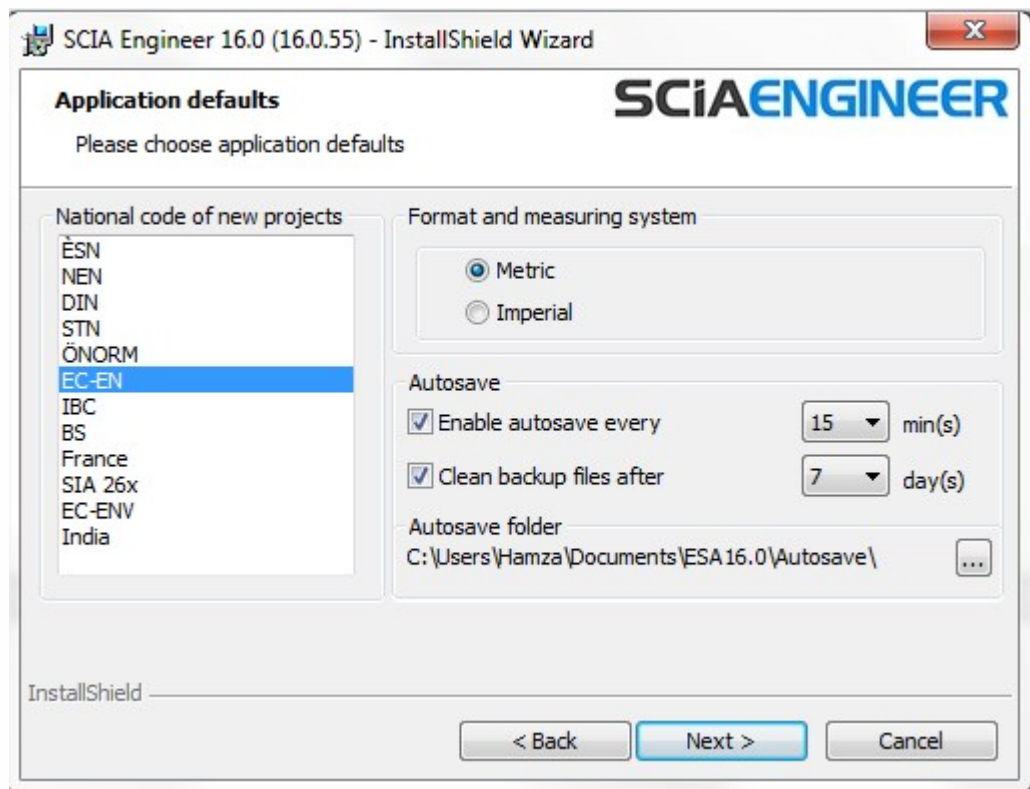 SCIA Engineer 16.0 (16.0.55) - InstallShield Wizard
Application defaults
SCiAENGINEER
Please choose application defaults
National code of new projects
ÈSN
NEN
DIN
STN
ÖNORM
EC-EN
IBC
BS
France
SIA 26x
EC-ENV
India
Format and measuring system
Metric
Imperial
Autosave
Enable autosave every 15 min(s)
Clean backup files after 7 day(s)
Autosave folder
C:\Users\Hamza\Documents\ESA16.0\Autosave\
...
InstallShield
< Back Next > Cancel